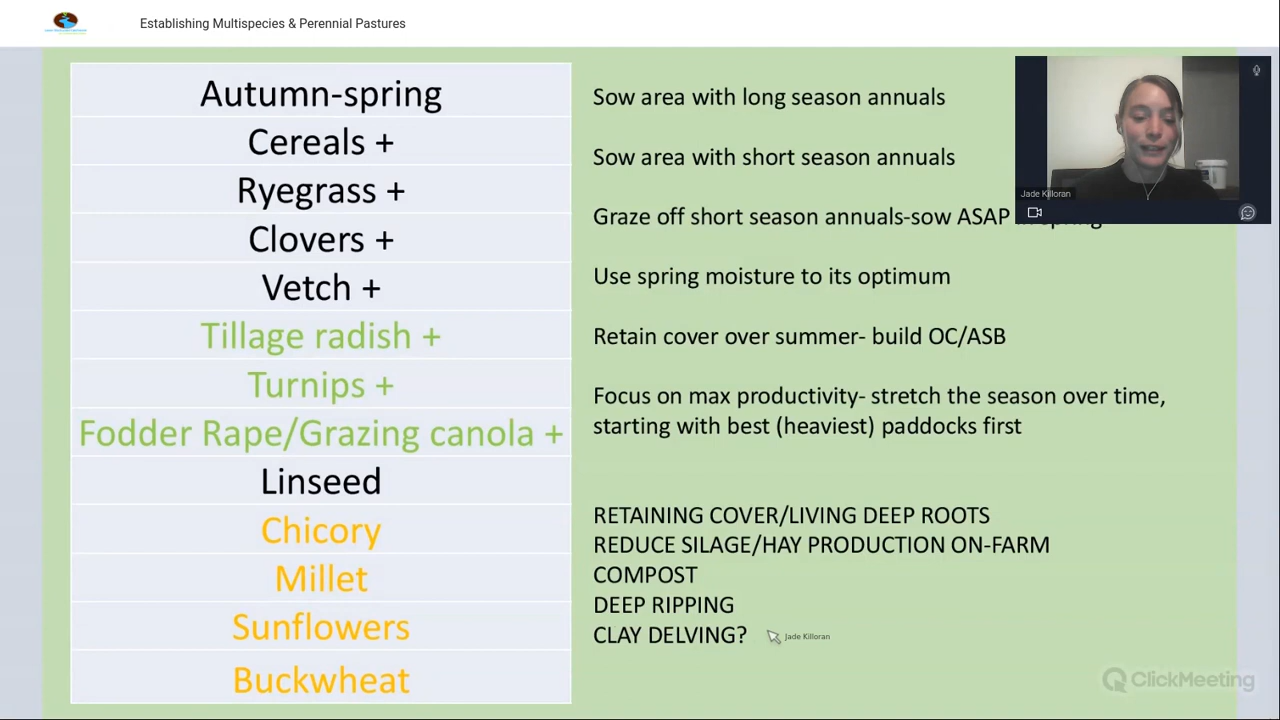 Establishing Multispecies & Perennial Pastures
Autumn-spring
Cereals +
Ryegrass +
Clovers +
Vetch +
Tillage radish +
Turnips +
Fodder Rape/Grazing canola +
Linseed
Chicory
Millet
Sunflowers
Buckwheat
Sow area with long season annuals
Sow area with short season annuals
Graze off short season annuals-sow ASAP
Use spring moisture to its optimum
Retain cover over summer- build OC/ASB
Focus on max productivity- stretch the season over time,
starting with best (heaviest) paddocks first
RETAINING COVER/LIVING DEEP ROOTS
REDUCE SILAGE/HAY PRODUCTION ON-FARM
COMPOST
DEEP RIPPING
CLAY DELVING?
Jade Killoran
Jade Killoran
ClickMeeting